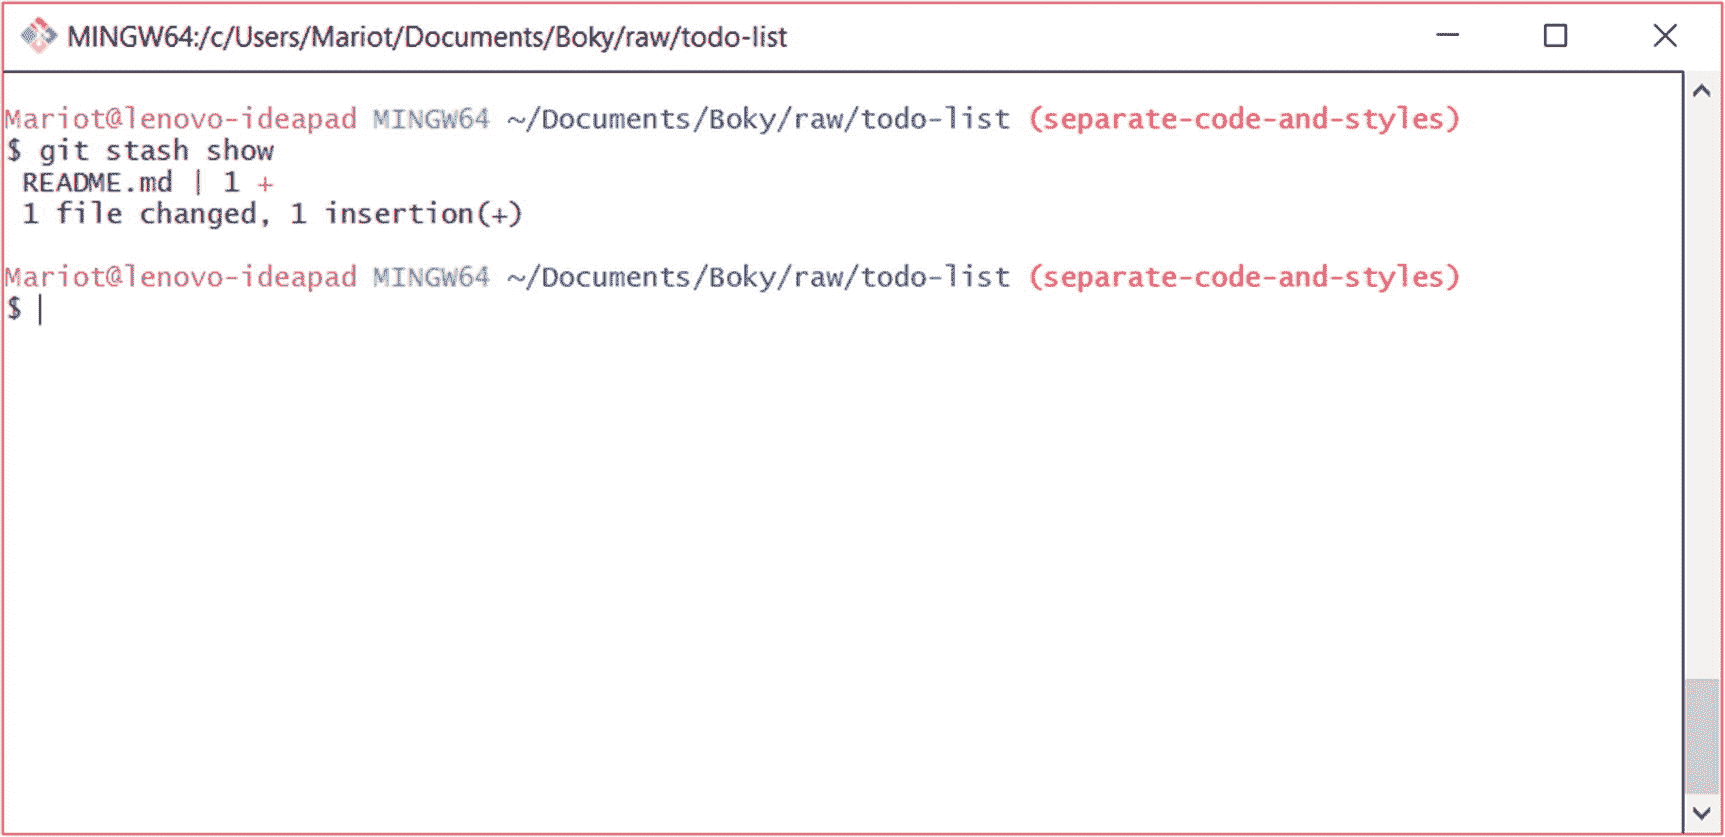 MINGW64:/c/Users/Mariot/Documents/Boky/raw/todo-list
Mariot@lenovo-ideapad MINGW64 ~/Documents/Boky/raw/todo-list (separate-code-and-styles)
$ git stash show
README.md | 1 +
1 file changed, 1 insertion(+)
Mariot@lenovo-ideapad MINGW64 ~/Documents/Boky/raw/todo-list (separate-code-and-styles)
$